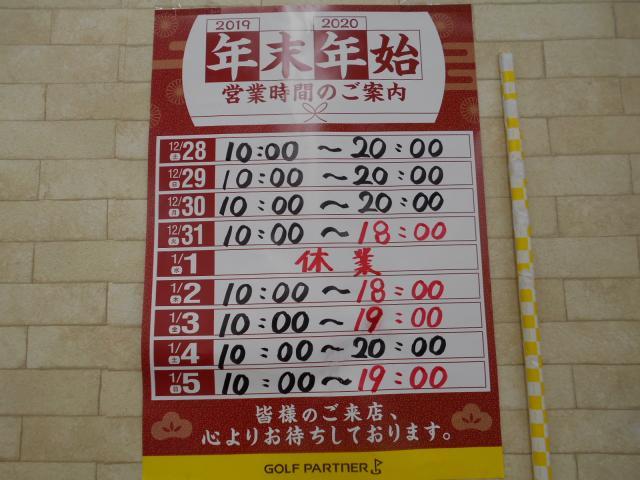 2019 2020
年末年始
営業時間のご案内
12/28 土 10:00 ～ 20:00
12/29 日 10:00 ～ 20:00
12/30 月 10:00 ～ 20:00
12/31 火 10:00 ～ 18:00
1/1 水 休業
1/2 木 10:00 ～ 18:00
1/3 金 10:00 ～ 19:00
1/4 土 10:00 ～ 20:00
1/5 日 10:00 ～ 19:00
皆様のご来店、
心よりお待ちしております。
GOLF PARTNER